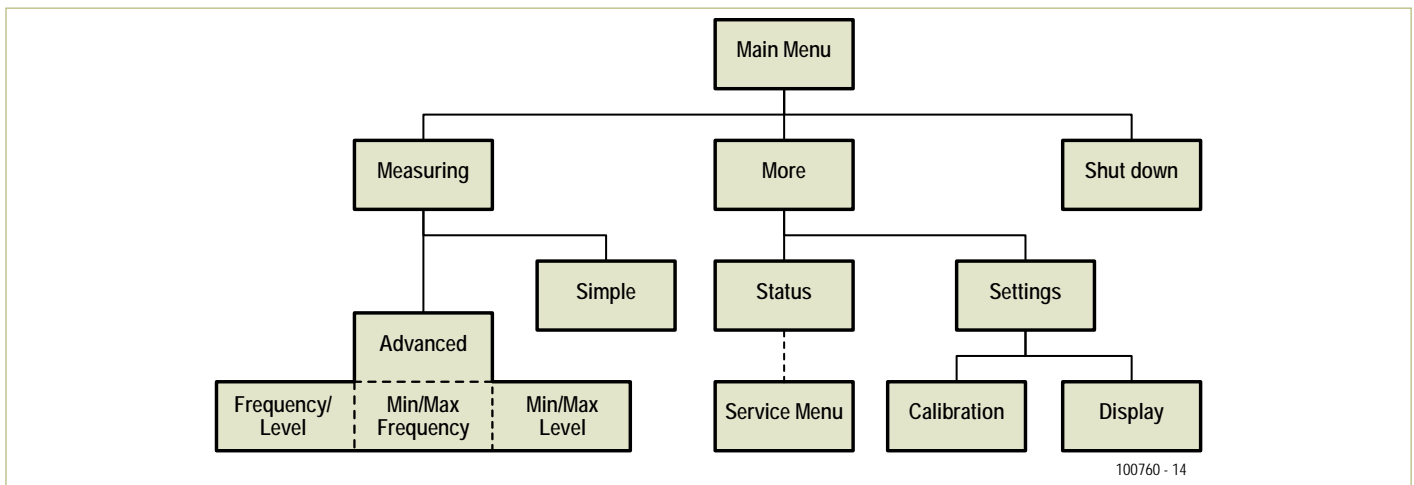 Main Menu
Measuring
More
Shut down
Simple
Status
Settings
Advanced
Frequency/
Level
Min/Max
Frequency
Min/Max
Level
Service Menu
Calibration
Display
100760 - 14